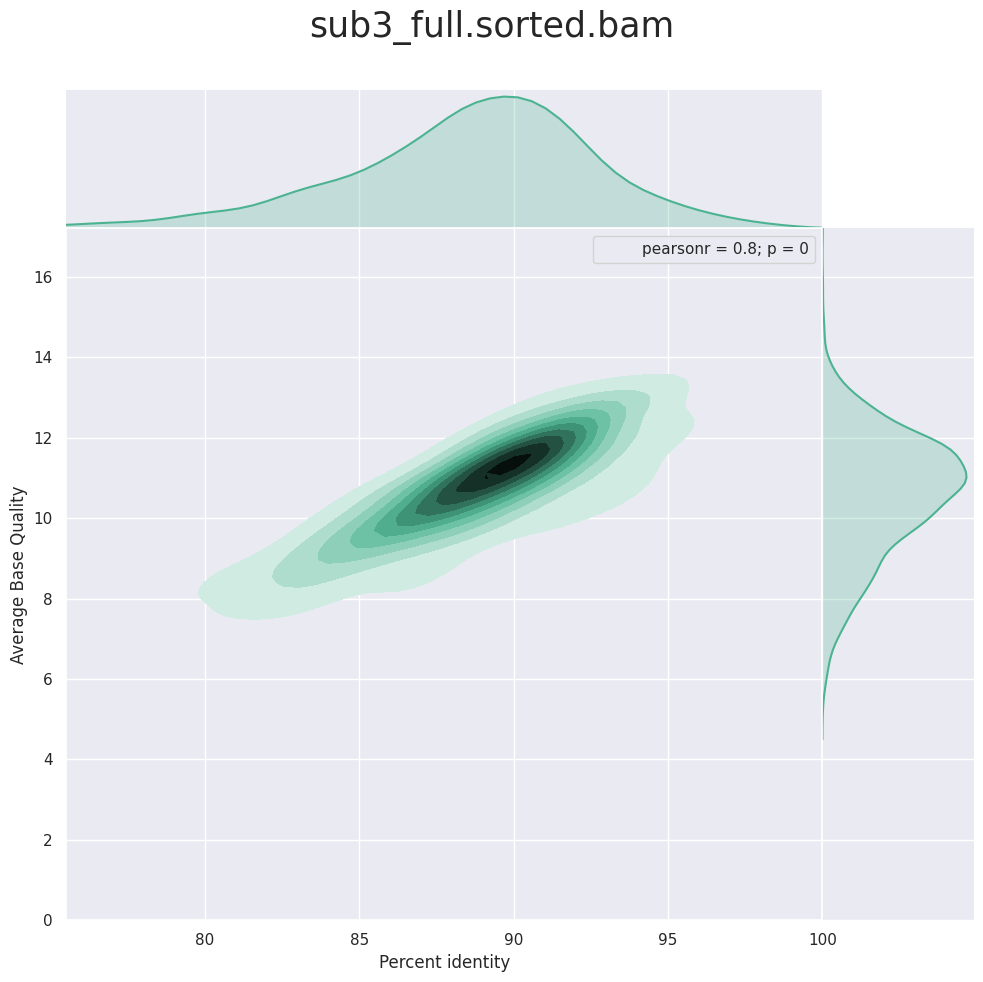 sub3_full.sorted.bam
pearsonr = 0.8; p = 0
16
14
12
10
8
6
4
2
0
Average Base Quality
80 85 90 95 100
Percent identity